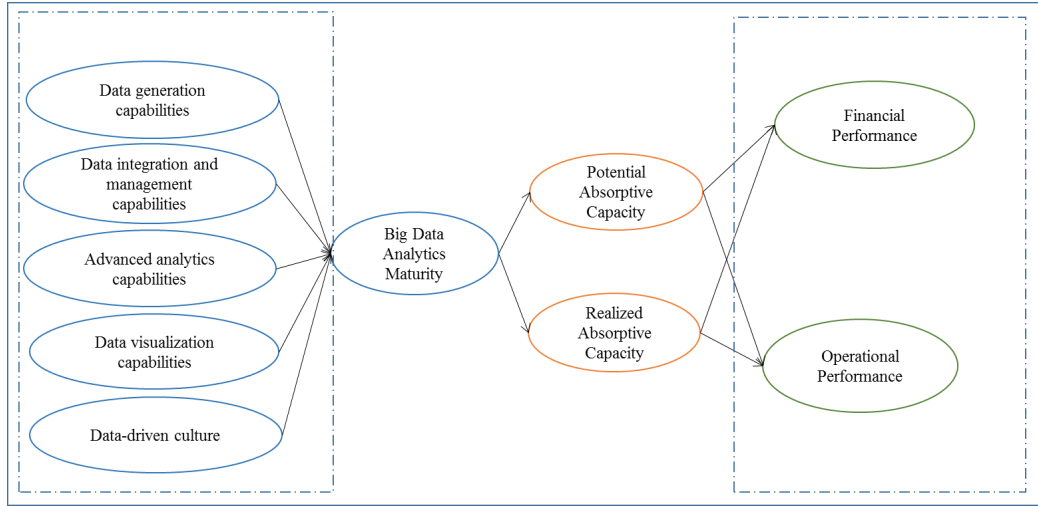 Data generation
capabilities
Data integration and
management
capabilities
Advanced analytics
capabilities
Data visualization
capabilities
Data-driven culture
Big Data
Analytics
Maturity
Potential
Absorptive
Capacity
Realized
Absorptive
Capacity
Financial
Performance
Operational
Performance